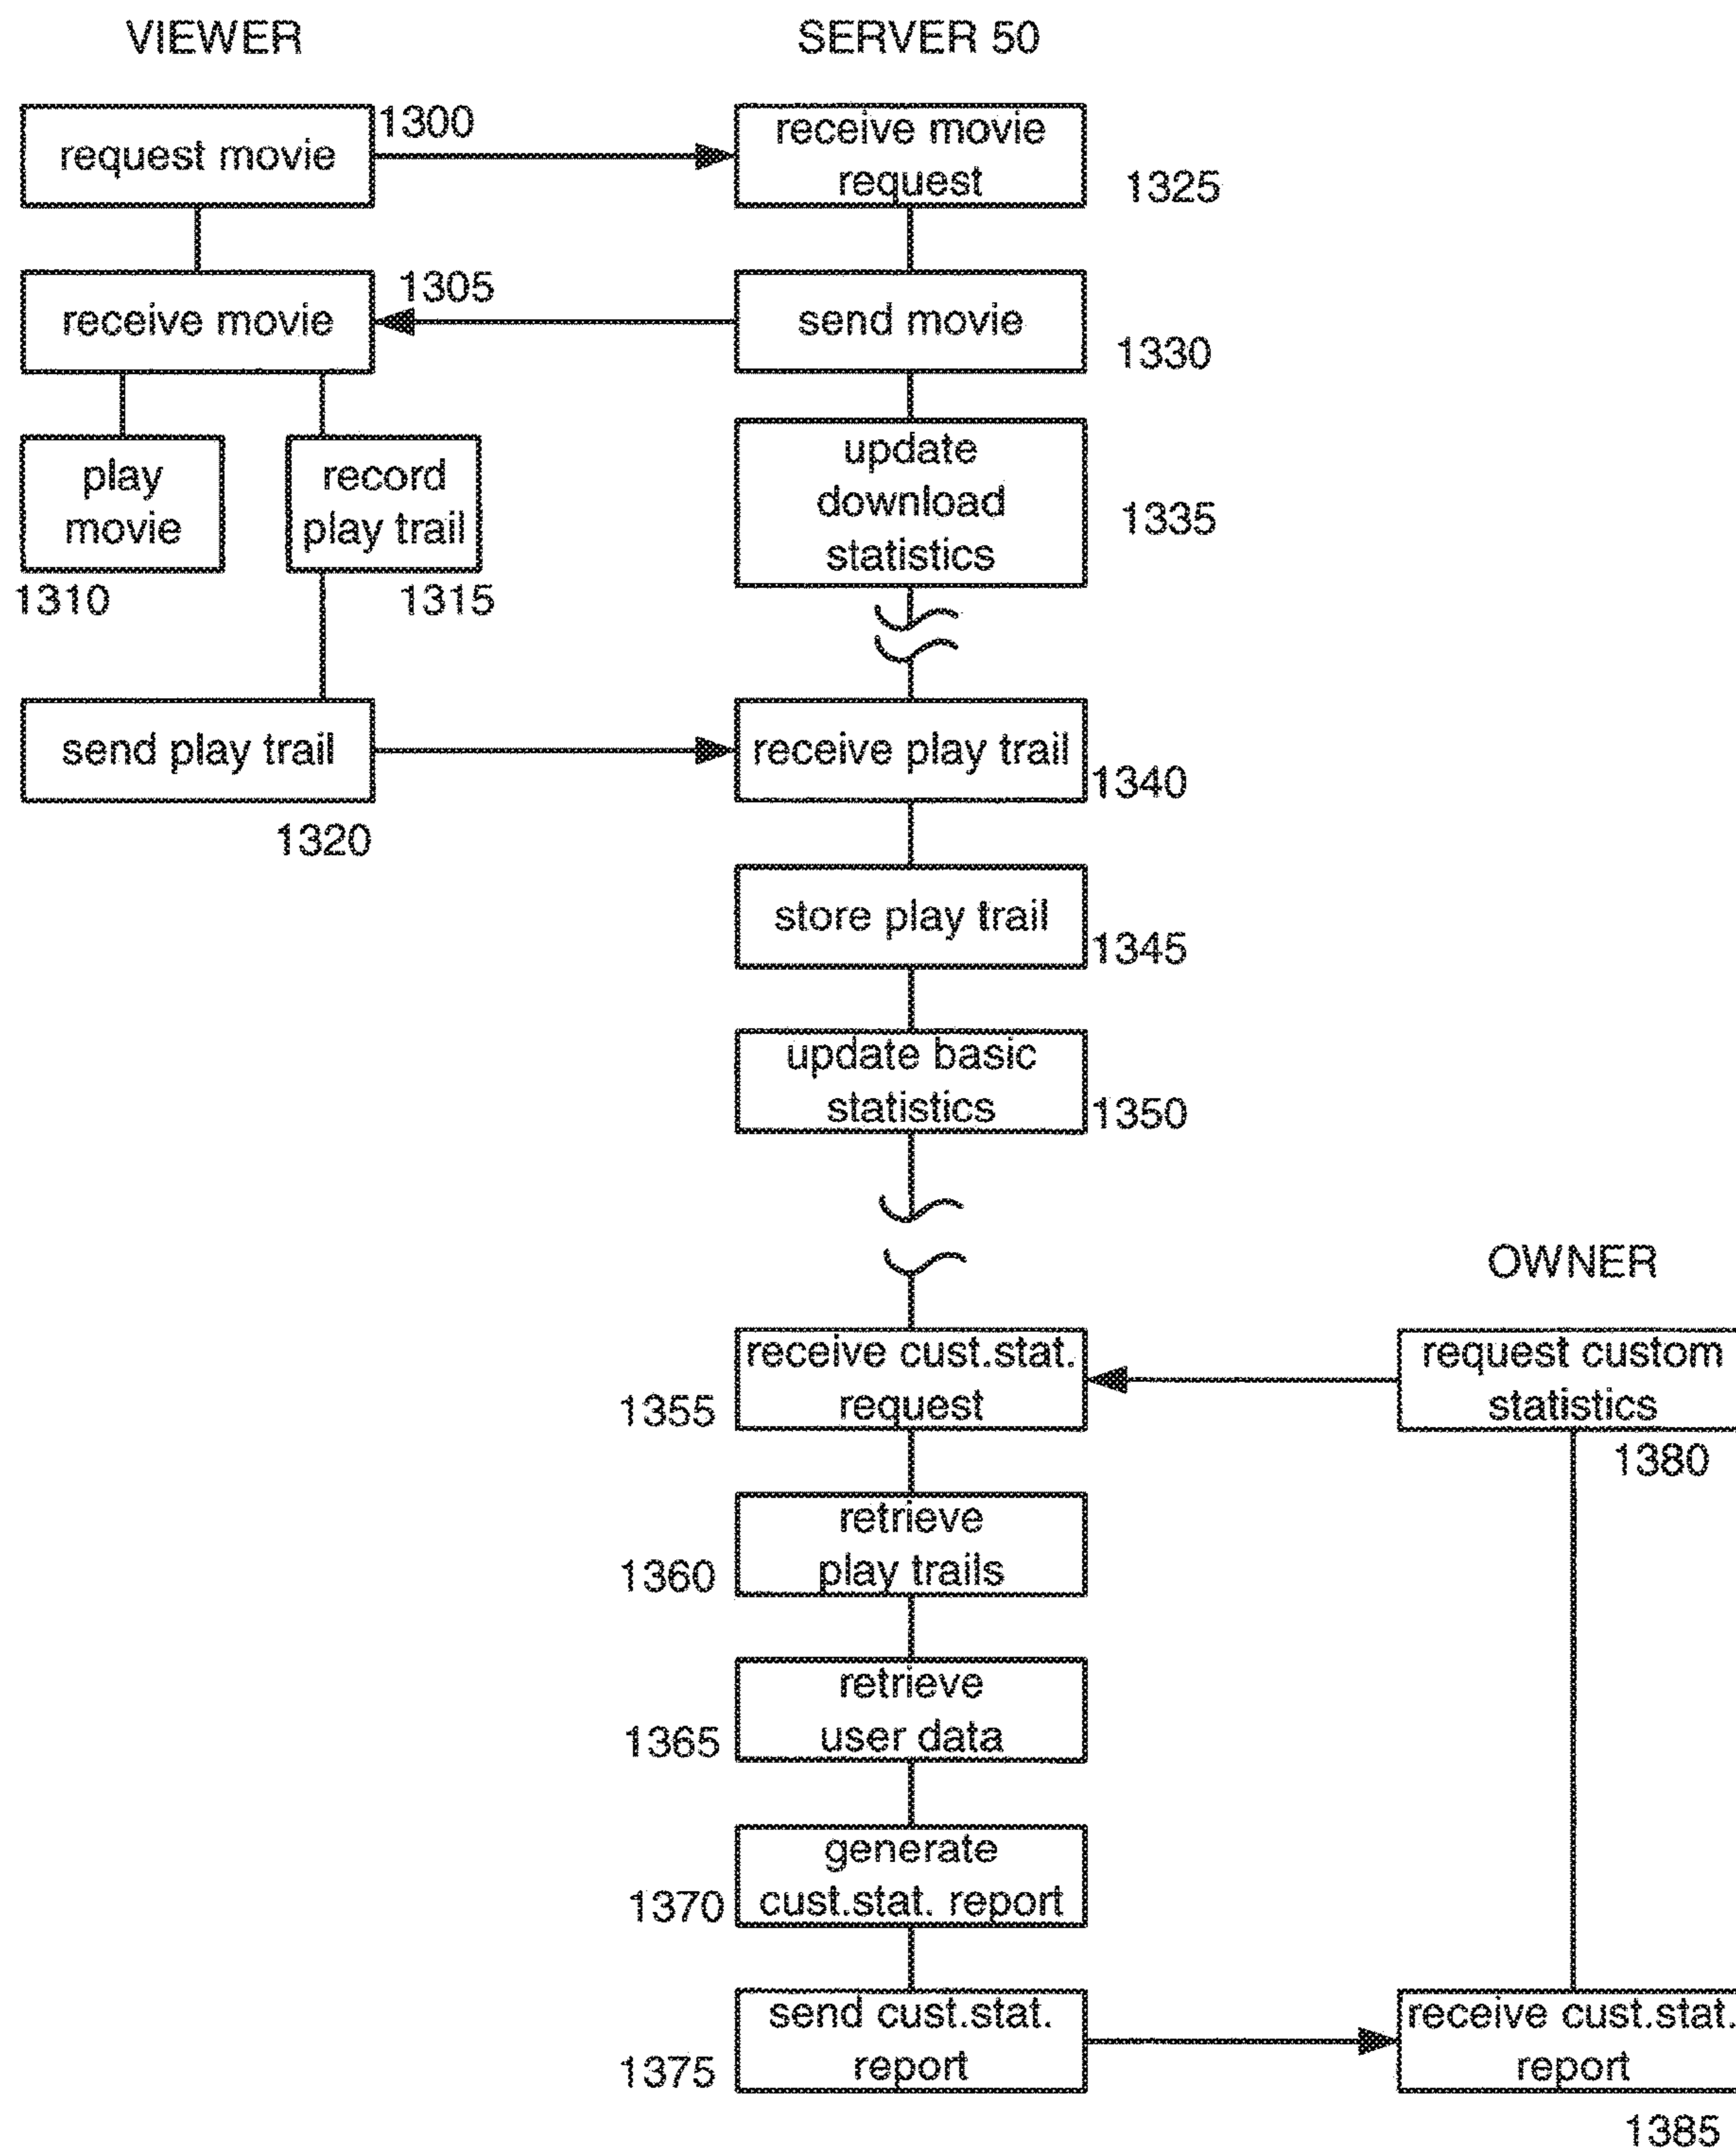 VIEWER
SERVER 50
request movie
1300
receive movie
request
1325
receive movie
1305
send movie
1330
play
movie
1310
record
play trail
1315
update
download
statistics
1335
send play trail
1320
receive play trail
1340
store play trail
1345
update basic
statistics
1350
OWNER
receive cust.stat.
request
1355
request custom
statistics
1380
retrieve
play trails
1360
retrieve
user data
1365
generate
cust.stat. report
1370
send cust.stat.
report
1375
receive cust.stat.
report
1385